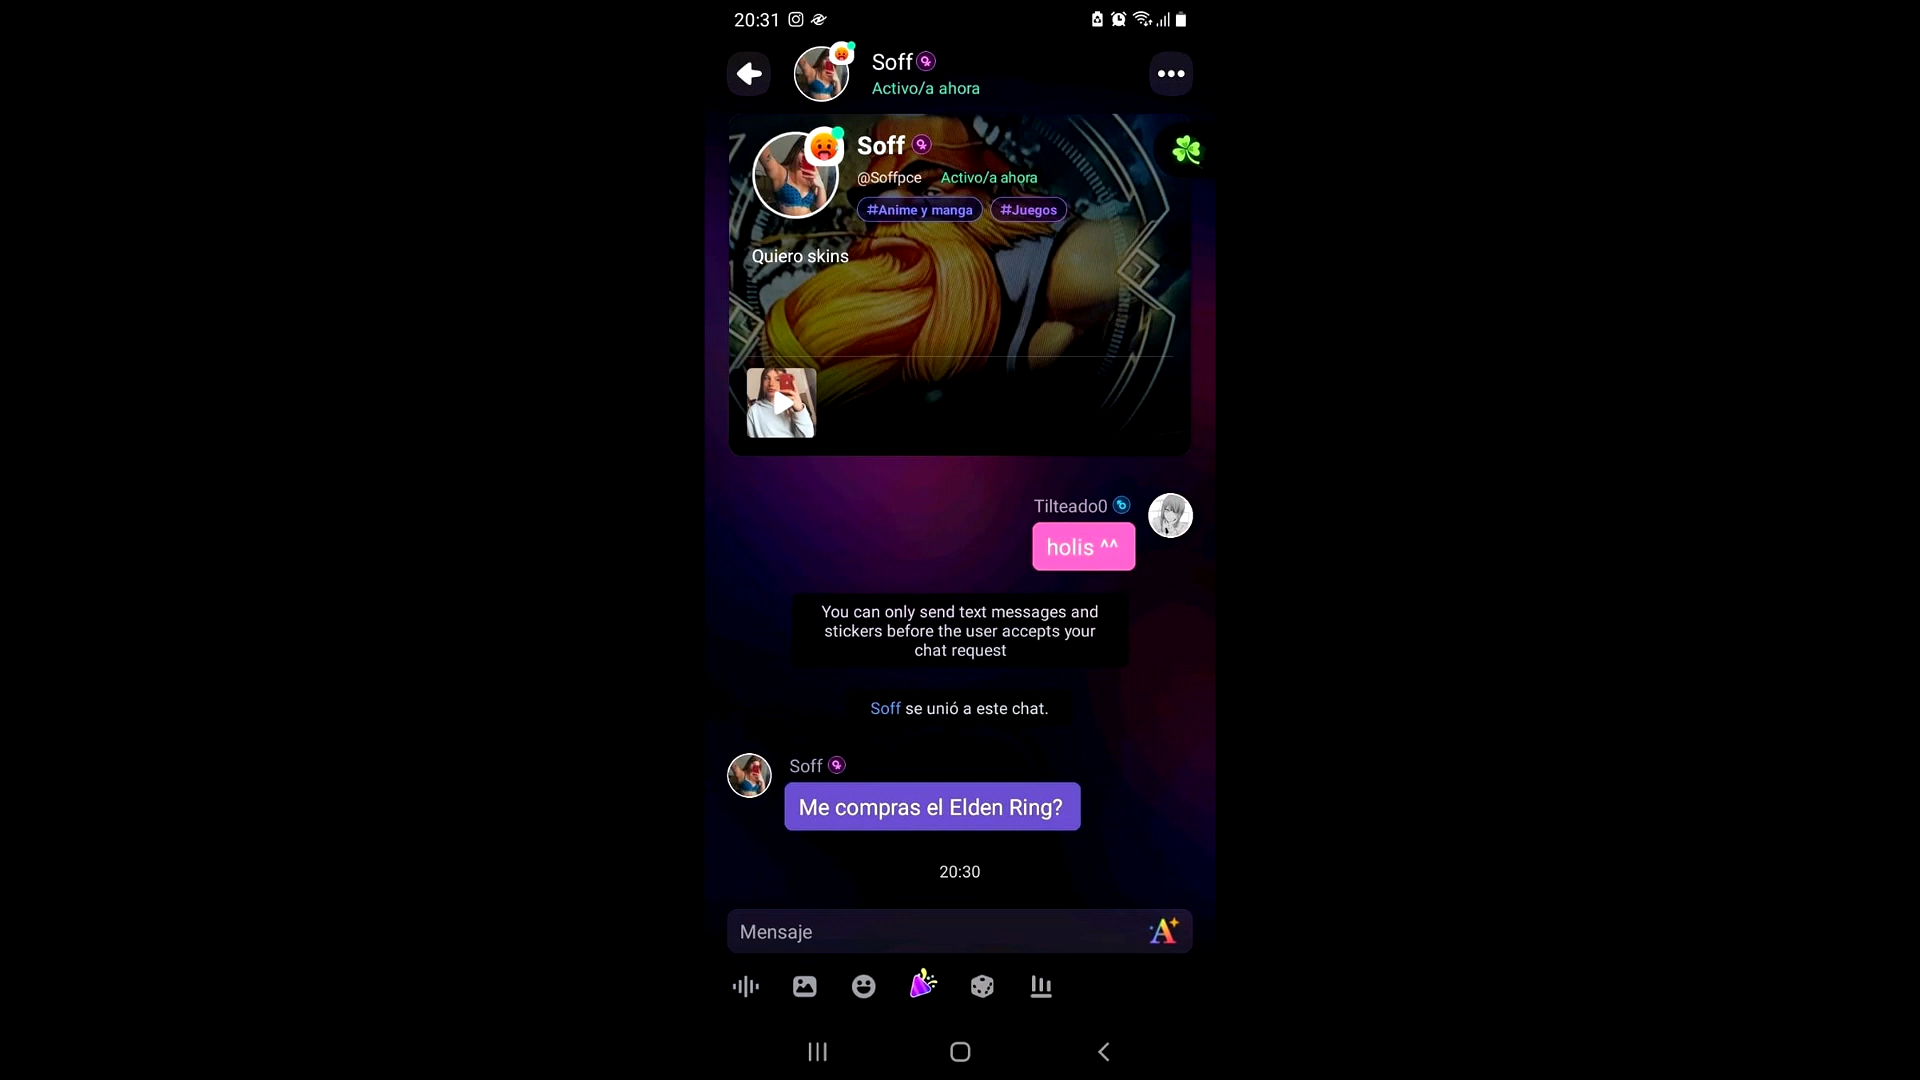 20:31
Soff
Activo/a ahora
Soff
@Soffpce Activo/a ahora
#Anime y manga #Juegos
Quiero skins
Tilteado0
holis ^^
You can only send text messages and
stickers before the user accepts your
chat request
Soff se unió a este chat.
Soff
Me compras el Elden Ring?
20:30
Mensaje